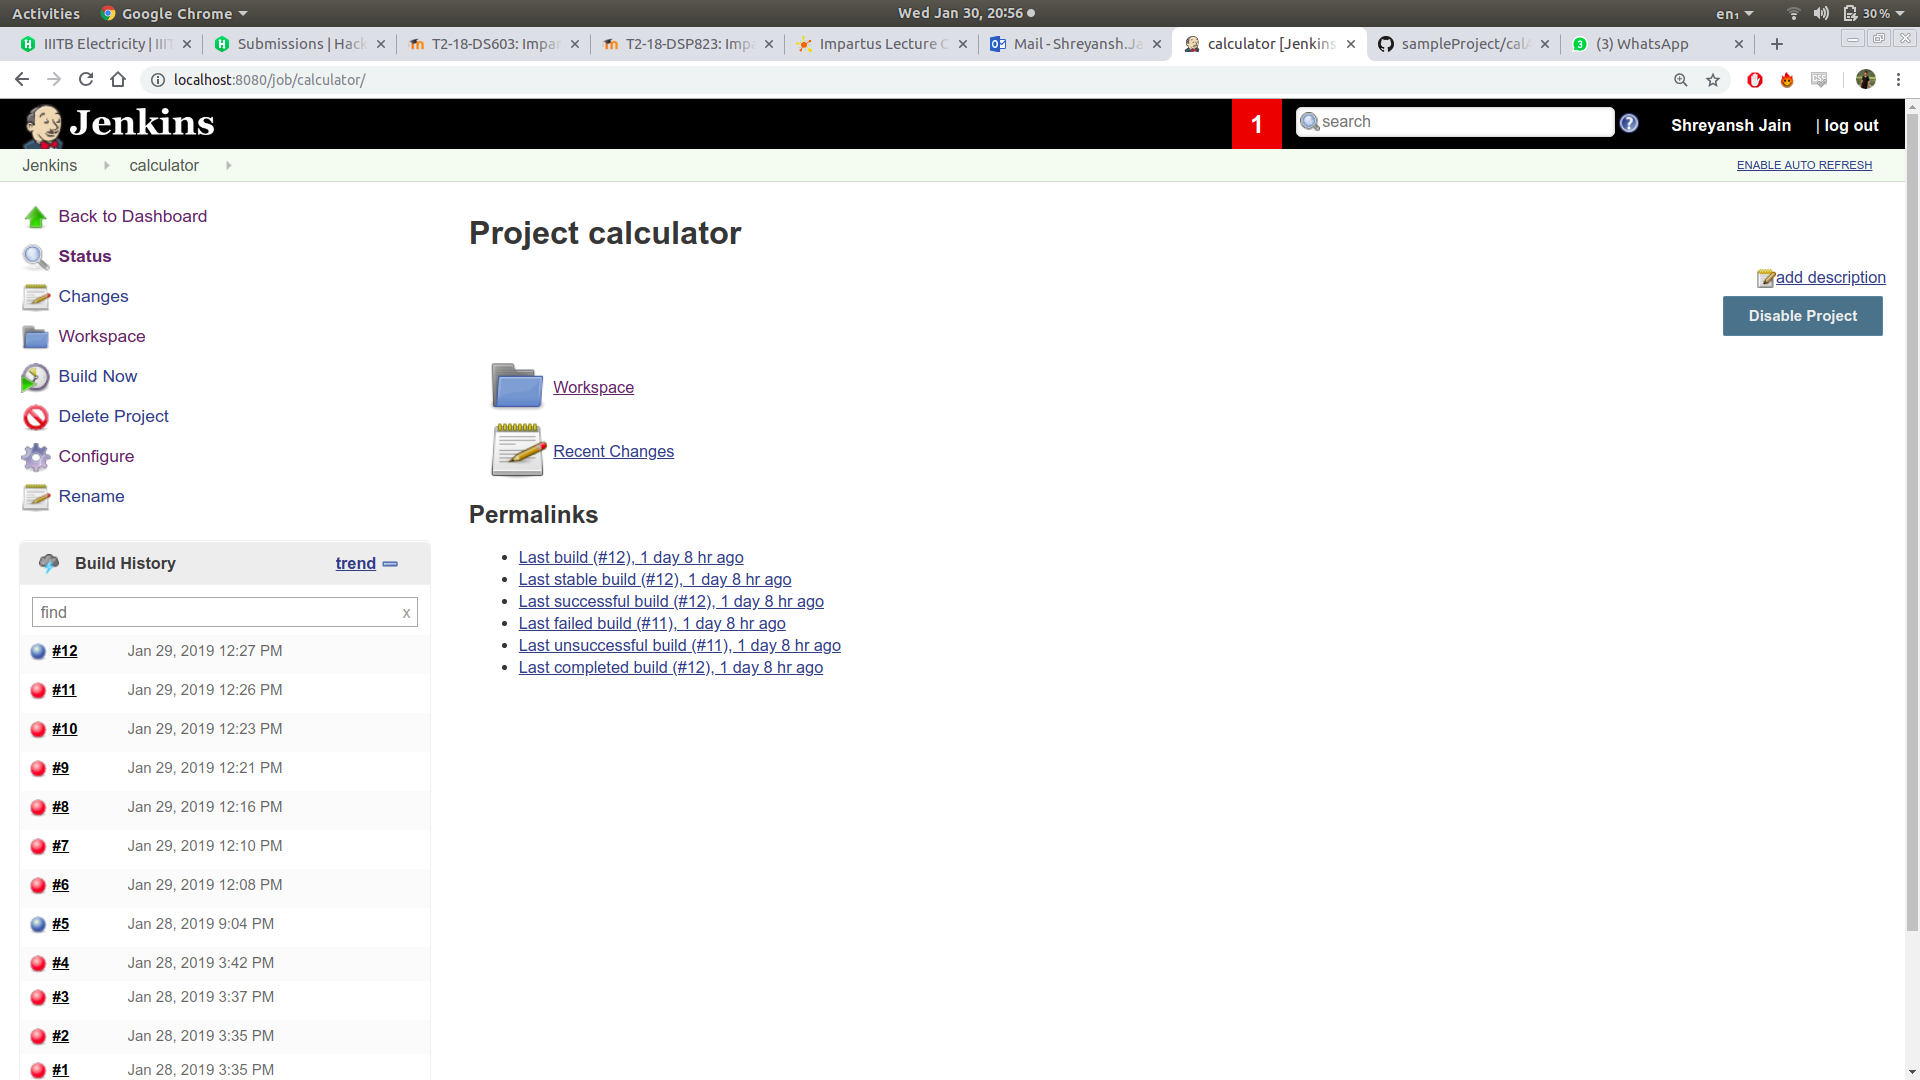 Activities Google Chrome Wed Jan 30, 20:56 en₁ 30 %
IIITB Electricity | IIIT Submissions | Hack T2-18-DS603: Impar T2-18-DSP823: Impa Impartus Lecture C Mail - Shreyansh.Ja calculator [Jenkins sampleProject/calA (3) WhatsApp
localhost:8080/job/calculator/
Jenkins 1 search Shreyansh Jain | log out
Jenkins calculator ENABLE AUTO REFRESH
Back to Dashboard
Status
Changes
Workspace
Build Now
Delete Project
Configure
Rename
Build History trend
find x
#12 Jan 29, 2019 12:27 PM
#11 Jan 29, 2019 12:26 PM
#10 Jan 29, 2019 12:23 PM
#9 Jan 29, 2019 12:21 PM
#8 Jan 29, 2019 12:16 PM
#7 Jan 29, 2019 12:10 PM
#6 Jan 29, 2019 12:08 PM
#5 Jan 28, 2019 9:04 PM
#4 Jan 28, 2019 3:42 PM
#3 Jan 28, 2019 3:37 PM
#2 Jan 28, 2019 3:35 PM
#1 Jan 28, 2019 3:35 PM
Project calculator
add description
Disable Project
Workspace
Recent Changes
Permalinks
Last build (#12), 1 day 8 hr ago
Last stable build (#12), 1 day 8 hr ago
Last successful build (#12), 1 day 8 hr ago
Last failed build (#11), 1 day 8 hr ago
Last unsuccessful build (#11), 1 day 8 hr ago
Last completed build (#12), 1 day 8 hr ago